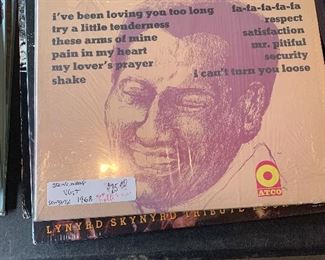 i've been loving you too long
fa-fa-fa-fa-fa
try a little tenderness
respect
these arms of mine
satisfaction
pain in my heart
mr. pitiful
my lover's prayer
security
shake
i can't turn you loose
ATCO
VG+
1968
LYNYRD SKYNYRD TRIBUTE